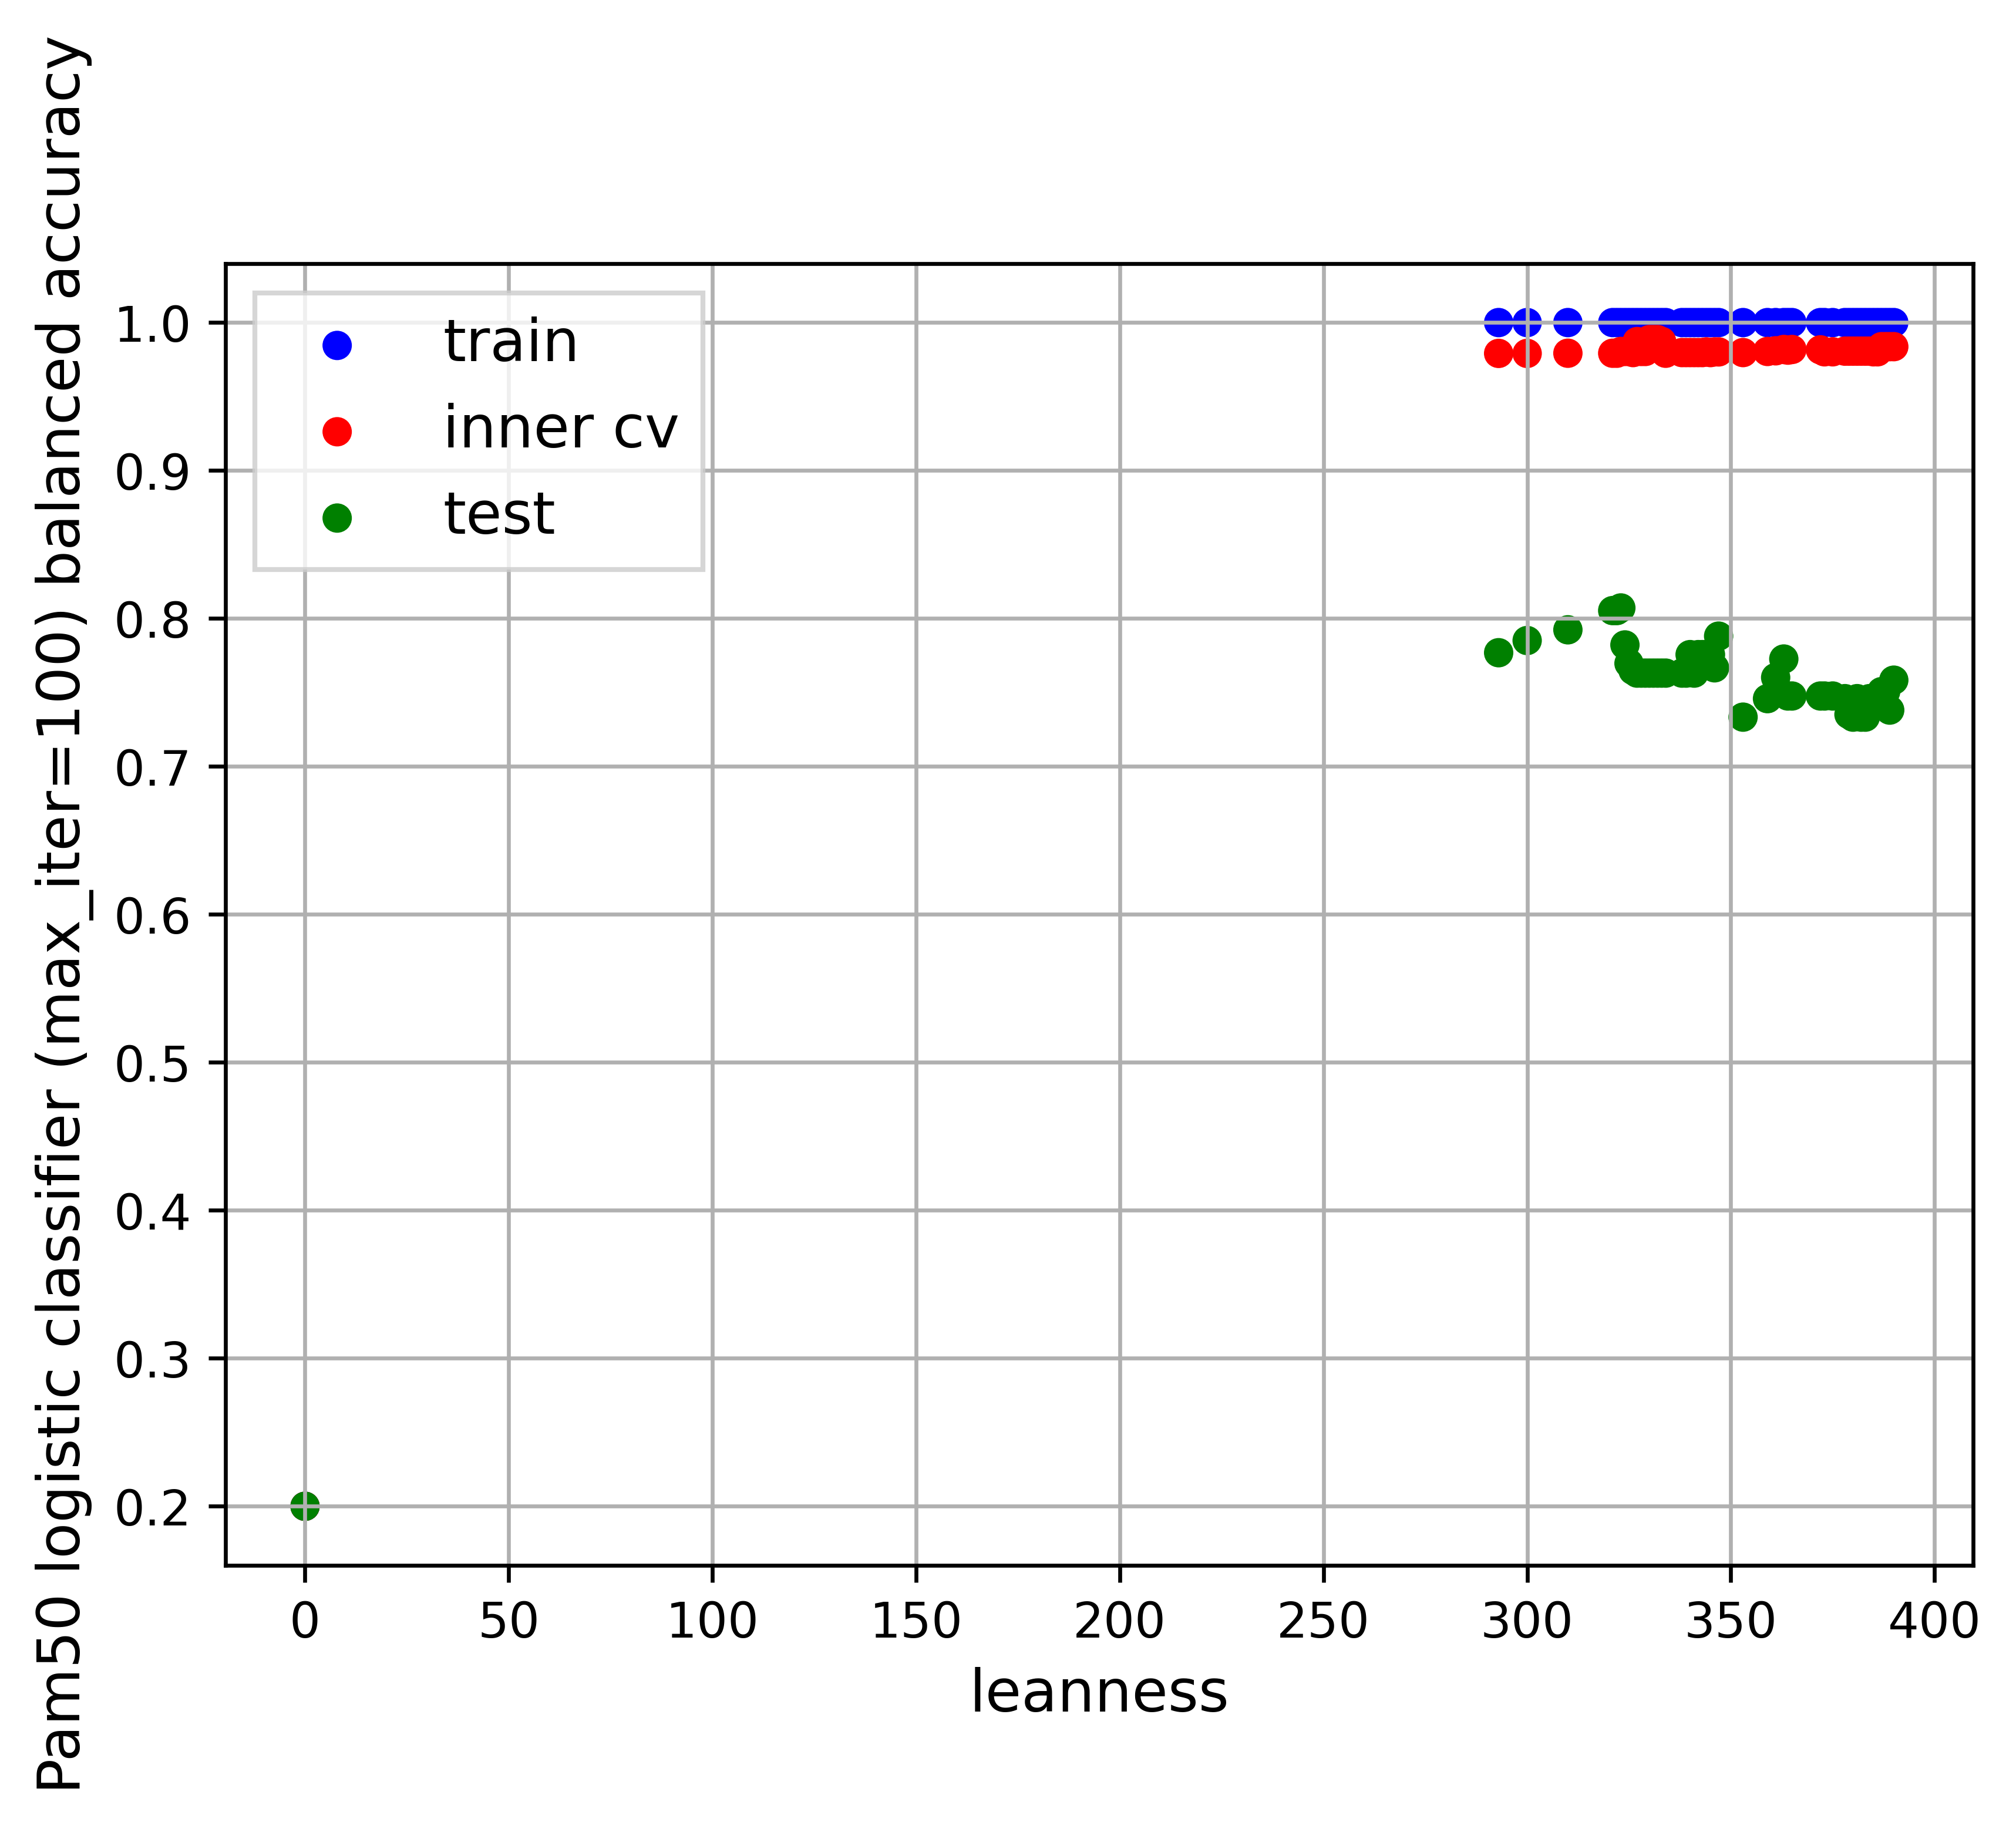 Pam50 logistic classifier (max_iter=100) balanced accuracy
1.0
0.9
0.8
0.7
0.6
0.5
0.4
0.3
0.2
train
inner cv
test
0 50 100 150 200 250 300 350 400
leanness